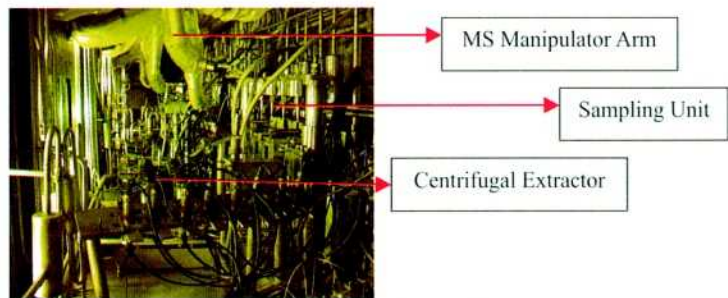 MS Manipulator Arm
Sampling Unit
Centrifugal Extractor